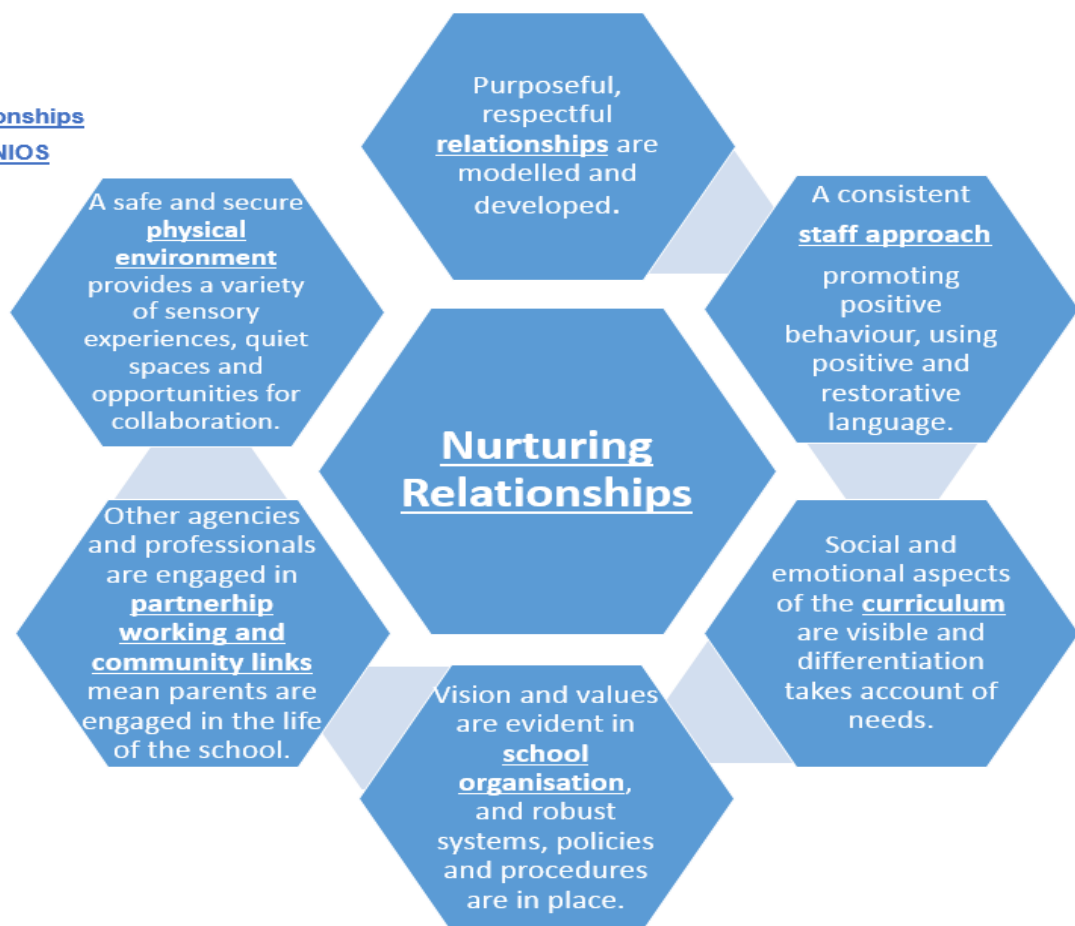 onships
NIOS
Purposeful,
respectful
relationships are
modelled and
developed.
A consistent
staff approach
promoting
positive
behaviour, using
positive and
restorative
language.
Social and
emotional aspects
of the curriculum
are visible and
differentiation
takes account of
needs.
Vision and values
are evident in
school
organisation,
and robust
systems, policies
and procedures
are in place.
Other agencies
and professionals
are engaged in
partnerhip
working and
community links
mean parents are
engaged in the life
of the school.
A safe and secure
physical
environment
provides a variety
of sensory
experiences, quiet
spaces and
opportunities for
collaboration.
Nurturing
Relationships